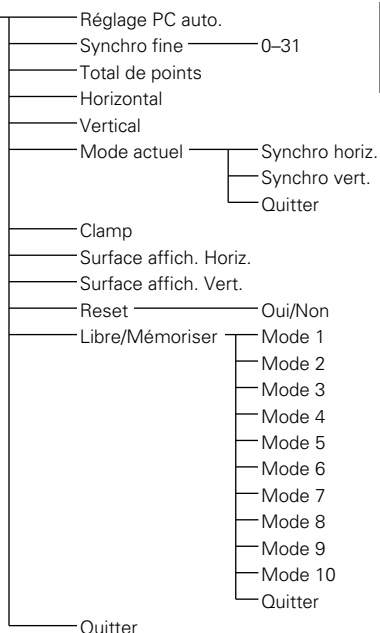 Réglage PC auto.
Synchro fine 0–31
Total de points
Horizontal
Vertical
Mode actuel Synchro horiz.
Synchro vert.
Quitter
Clamp
Surface affich. Horiz.
Surface affich. Vert.
Reset Oui/Non
Libre/Mémoriser Mode 1
Mode 2
Mode 3
Mode 4
Mode 5
Mode 6
Mode 7
Mode 8
Mode 9
Mode 10
Quitter
Quitter